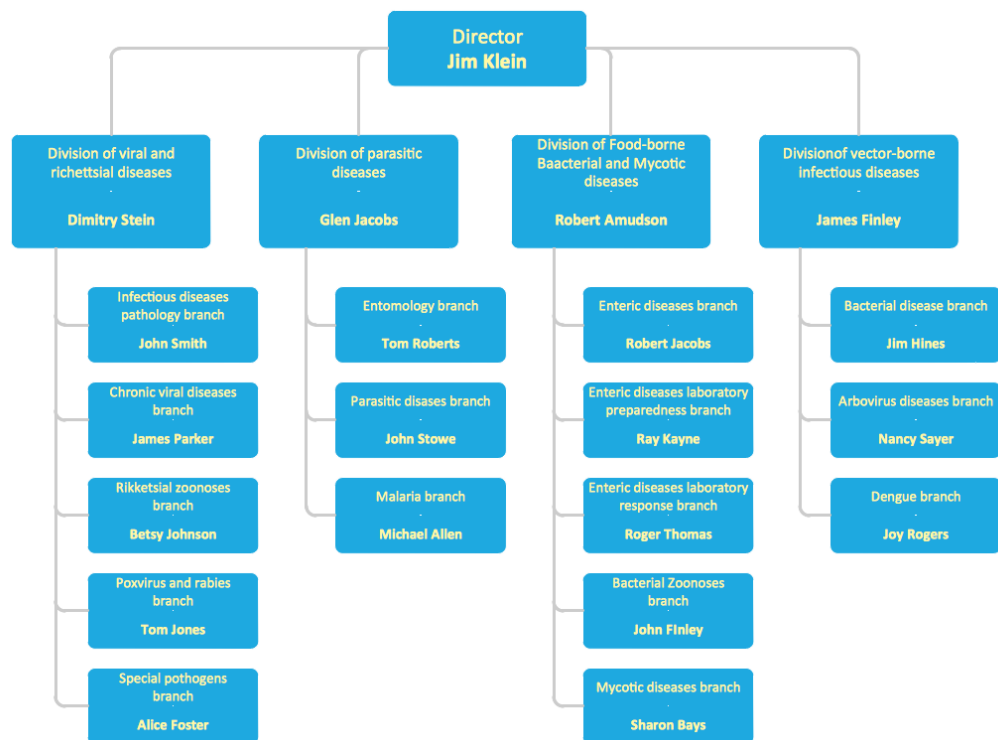 Director
Jim Klein
Division of viral and
richettsial diseases
Dimitry Stein
Division of parasitic
diseases
Glen Jacobs
Division of Food-borne
Baacterial and Mycotic
diseases
Robert Amudson
Divisionof vector-borne
infectious diseases
James Finley
Infectious diseases
pathology branch
John Smith
Chronic viral diseases
branch
James Parker
Rikketsial zoonoses
branch
Betsy Johnson
Poxvirus and rabies
branch
Tom Jones
Special pathogens
branch
Alice Foster
Entomology branch
Tom Roberts
Parasitic disases branch
John Stowe
Malaria branch
Michael Allen
Enteric diseases branch
Robert Jacobs
Enteric diseases laboratory
preparedness branch
Ray Kayne
Enteric diseases laboratory
response branch
Roger Thomas
Bacterial Zoonoses
branch
John FInley
Mycotic diseases branch
Sharon Bays
Bacterial disease branch
Jim Hines
Arbovirus diseases branch
Nancy Sayer
Dengue branch
Joy Rogers